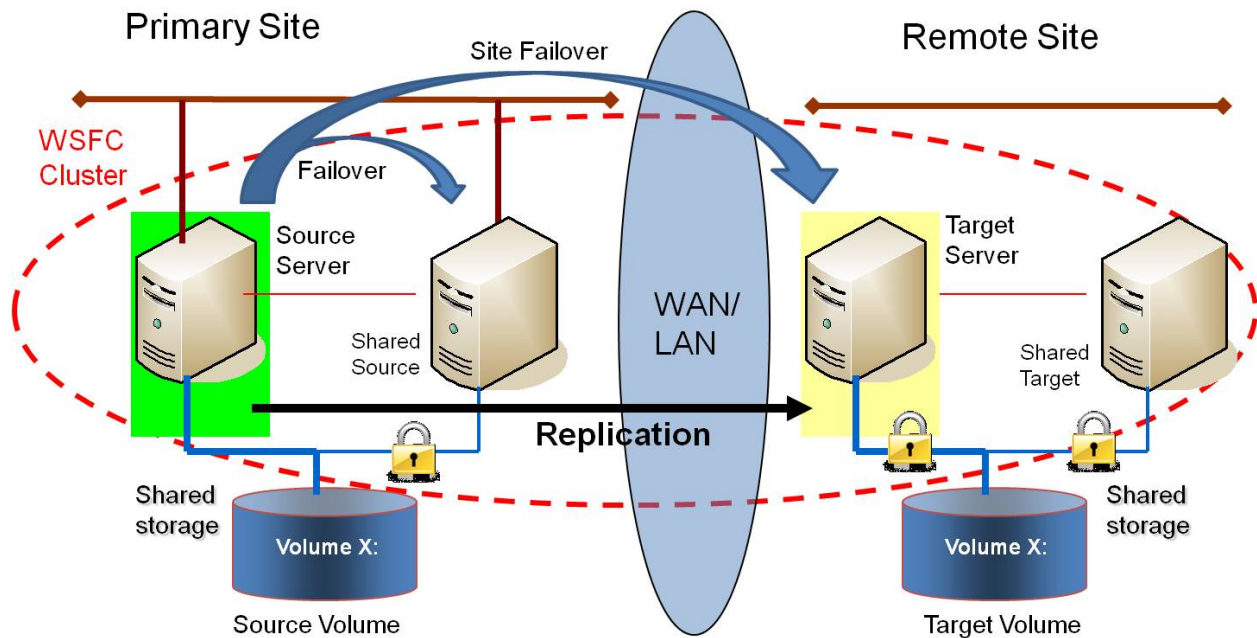 Primary Site
Remote Site
Site Failover
WSFC
Cluster
Failover
Source
Server
Target
Server
Shared
Source
WAN/
LAN
Shared
Target
Replication
Shared
storage
Shared
storage
Volume X:
Volume X:
Source Volume
Target Volume